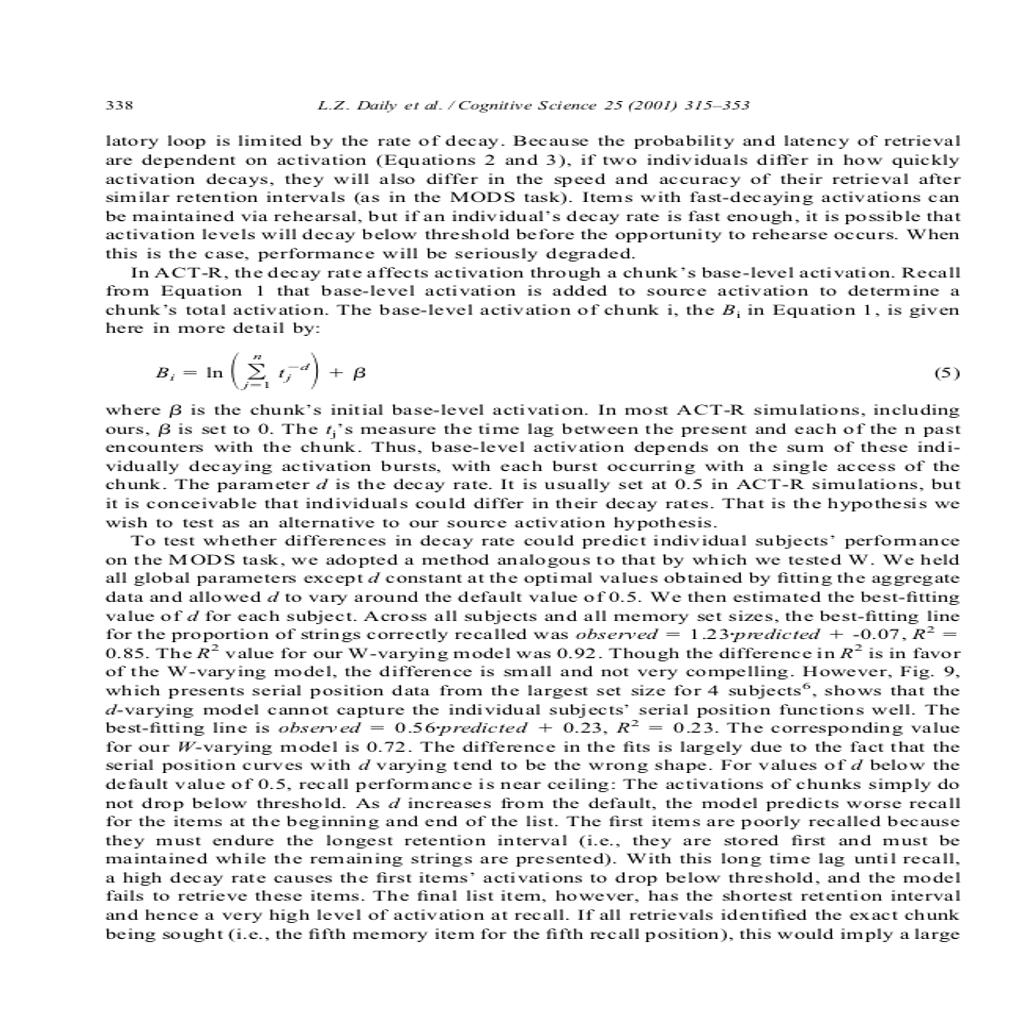 338 L.Z. Daily et al. / Cognitive Science 25 (2001) 315–353
latory loop is limited by the rate of decay. Because the probability and latency of retrieval
are dependent on activation (Equations 2 and 3), if two individuals differ in how quickly
activation decays, they will also differ in the speed and accuracy of their retrieval after
similar retention intervals (as in the MODS task). Items with fast-decaying activations can
be maintained via rehearsal, but if an individual's decay rate is fast enough, it is possible that
activation levels will decay below threshold before the opportunity to rehearse occurs. When
this is the case, performance will be seriously degraded.
In ACT-R, the decay rate affects activation through a chunk's base-level activation. Recall
from Equation 1 that base-level activation is added to source activation to determine a
chunk's total activation. The base-level activation of chunk i, the Bᵢ in Equation 1, is given
here in more detail by:
Bᵢ = ln ( ∑ⁿⱼ₌₁ tⱼ⁻ᵈ ) + β (5)
where β is the chunk's initial base-level activation. In most ACT-R simulations, including
ours, β is set to 0. The tⱼ's measure the time lag between the present and each of the n past
encounters with the chunk. Thus, base-level activation depends on the sum of these indi-
vidually decaying activation bursts, with each burst occurring with a single access of the
chunk. The parameter d is the decay rate. It is usually set at 0.5 in ACT-R simulations, but
it is conceivable that individuals could differ in their decay rates. That is the hypothesis we
wish to test as an alternative to our source activation hypothesis.
To test whether differences in decay rate could predict individual subjects' performance
on the MODS task, we adopted a method analogous to that by which we tested W. We held
all global parameters except d constant at the optimal values obtained by fitting the aggregate
data and allowed d to vary around the default value of 0.5. We then estimated the best-fitting
value of d for each subject. Across all subjects and all memory set sizes, the best-fitting line
for the proportion of strings correctly recalled was observed = 1.23·predicted + -0.07, R² =
0.85. The R² value for our W-varying model was 0.92. Though the difference in R² is in favor
of the W-varying model, the difference is small and not very compelling. However, Fig. 9,
which presents serial position data from the largest set size for 4 subjects⁶, shows that the
d-varying model cannot capture the individual subjects' serial position functions well. The
best-fitting line is observed = 0.56·predicted + 0.23, R² = 0.23. The corresponding value
for our W-varying model is 0.72. The difference in the fits is largely due to the fact that the
serial position curves with d varying tend to be the wrong shape. For values of d below the
default value of 0.5, recall performance is near ceiling: The activations of chunks simply do
not drop below threshold. As d increases from the default, the model predicts worse recall
for the items at the beginning and end of the list. The first items are poorly recalled because
they must endure the longest retention interval (i.e., they are stored first and must be
maintained while the remaining strings are presented). With this long time lag until recall,
a high decay rate causes the first items' activations to drop below threshold, and the model
fails to retrieve these items. The final list item, however, has the shortest retention interval
and hence a very high level of activation at recall. If all retrievals identified the exact chunk
being sought (i.e., the fifth memory item for the fifth recall position), this would imply a large